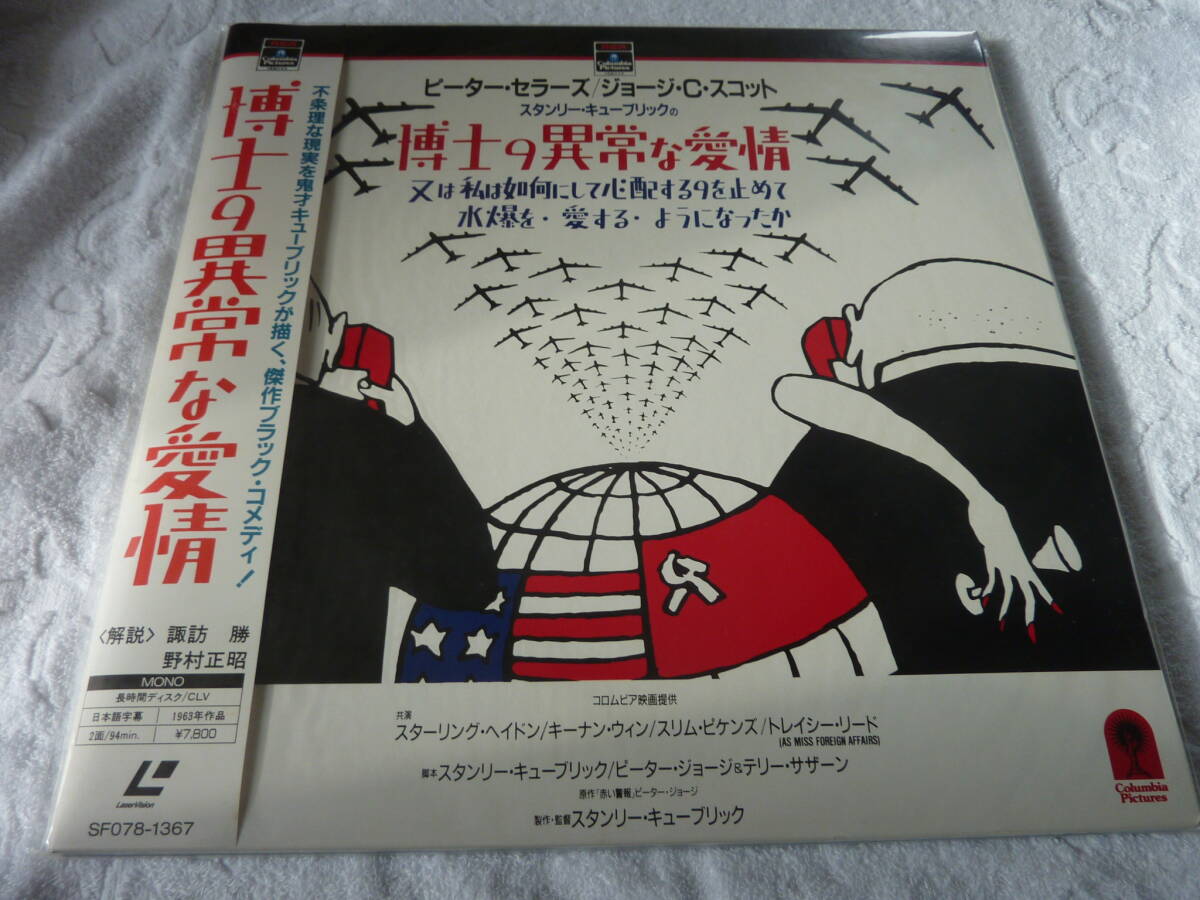 博士の異常な愛情
不条理な現実を鬼才キューブリックが描く、傑作ブラック・コメディ!
〈解説〉 諏訪 勝
野村正昭
MONO
長時間ディスク/CLV
日本語字幕 1963年作品
2面/94min. ¥7,800
LaserVision
SF078-1367
Columbia
Pictures
ピーター・セラーズ/ジョージ・C・スコット
スタンリー・キューブリックの
博士の異常な愛情
又は私は如何にして心配するのを止めて
水爆を・愛する・ようになったか
コロムビア映画提供
共演
スターリング・ヘイドン/キーナン・ウィン/スリム・ピケンズ/トレイシー・リード
(AS MISS FOREIGN AFFAIRS)
脚本 スタンリー・キューブリック/ピーター・ジョージ&テリー・サザーン
原作「赤い警報」ピーター・ジョージ
製作・監督 スタンリー・キューブリック
Columbia
Pictures